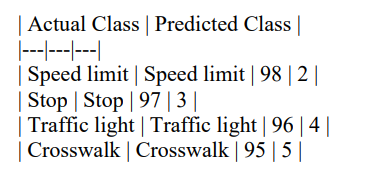 | Actual Class | Predicted Class |
|---|---|---|
| Speed limit | Speed limit | 98 | 2 |
| Stop | Stop | 97 | 3 |
| Traffic light | Traffic light | 96 | 4 |
| Crosswalk | Crosswalk | 95 | 5 |